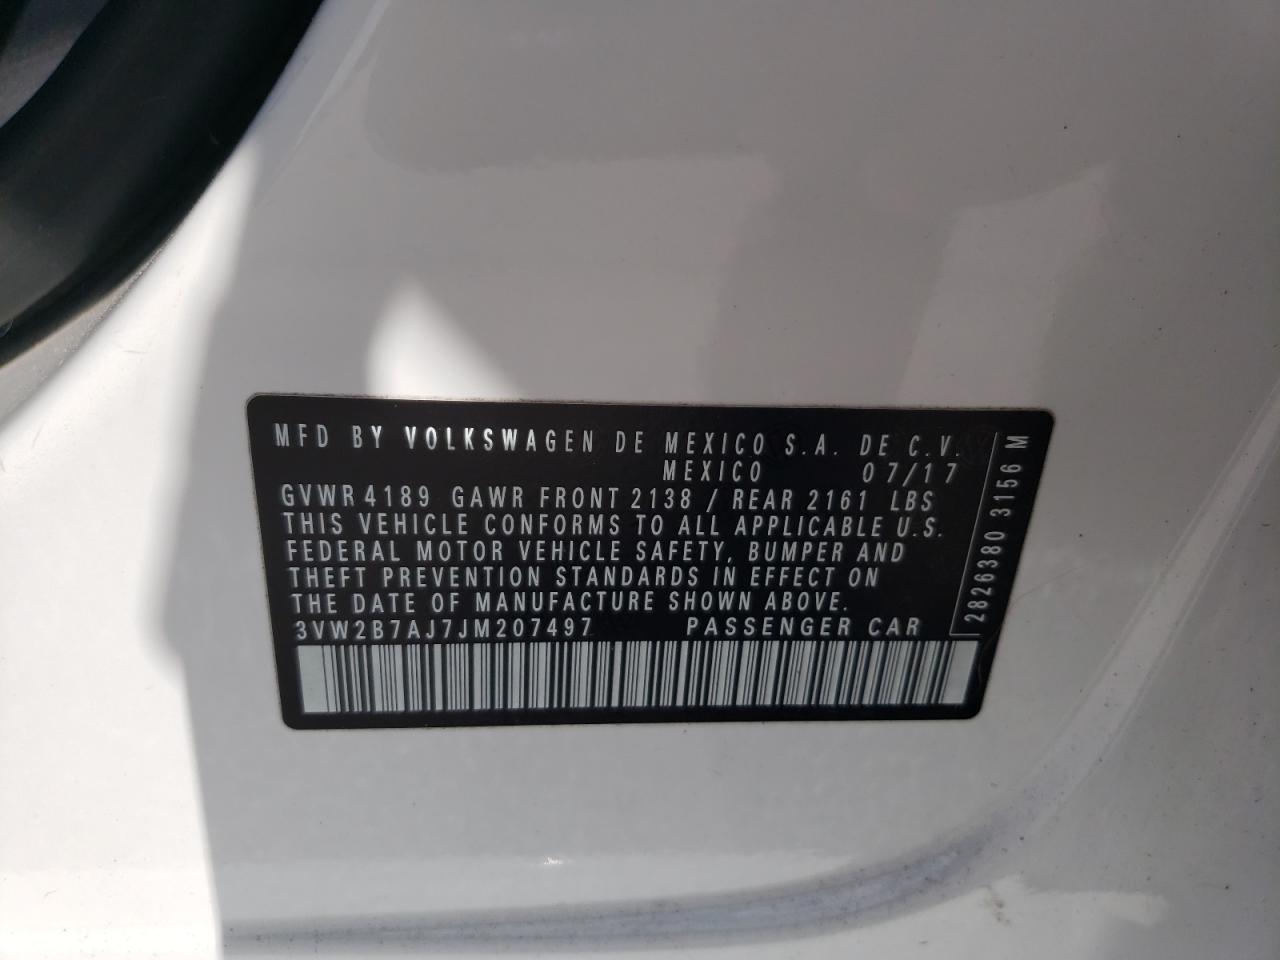 MFD BY VOLKSWAGEN DE MEXICO S.A. DE C.V.
MEXICO 07/17
GVWR 4189 GAWR FRONT 2138 / REAR 2161 LBS
THIS VEHICLE CONFORMS TO ALL APPLICABLE U.S.
FEDERAL MOTOR VEHICLE SAFETY, BUMPER AND
THEFT PREVENTION STANDARDS IN EFFECT ON
THE DATE OF MANUFACTURE SHOWN ABOVE.
3VW2B7AJ7JM207497 PASSENGER CAR
2826380 3156 M